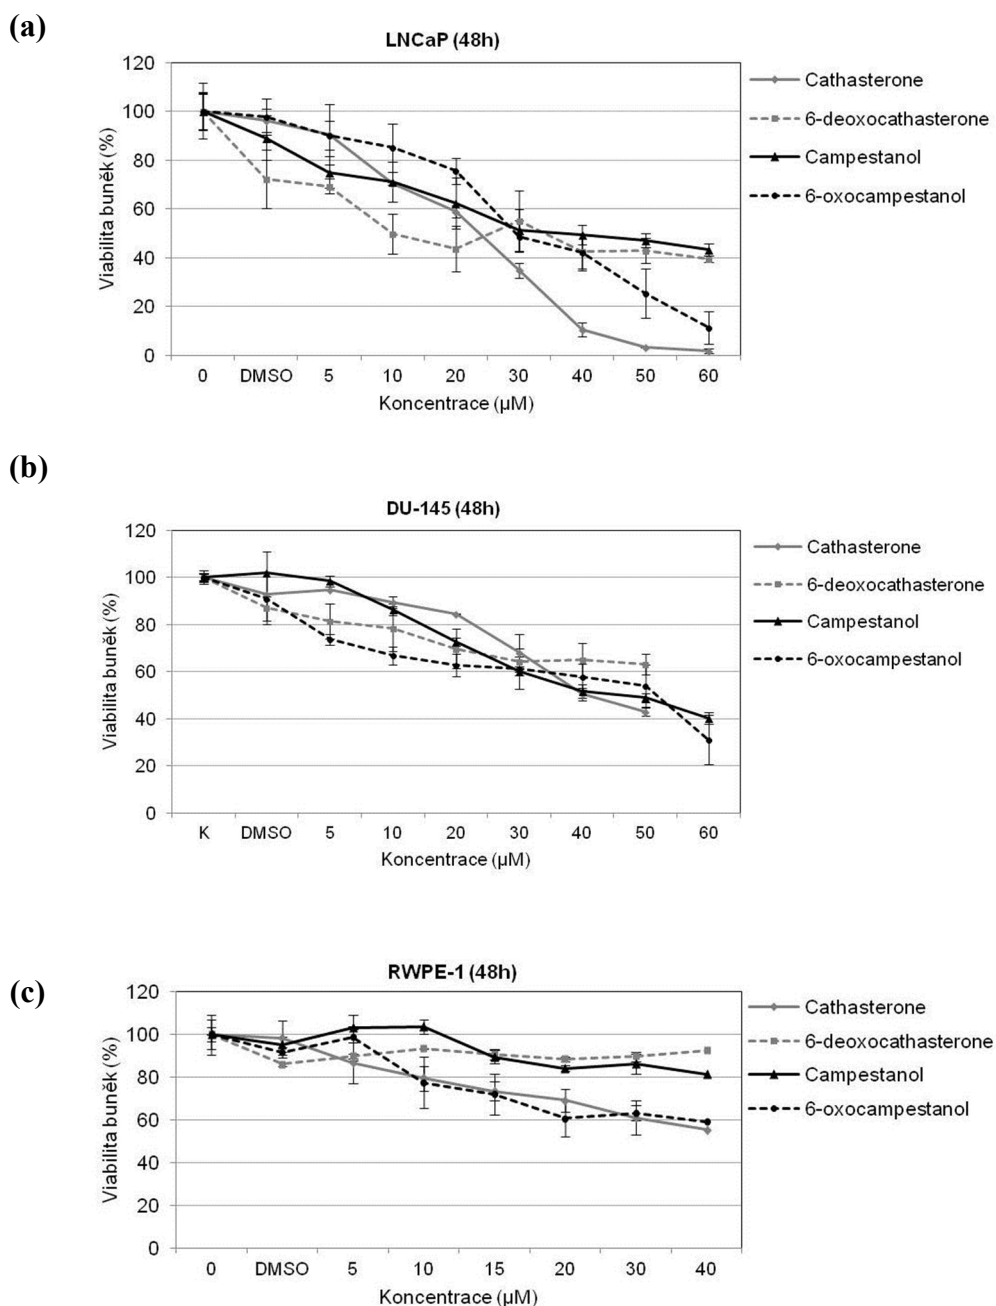 (a)
LNCaP (48h)
120
100
80
60
40
20
0
Viabilita buněk (%)
0 DMSO 5 10 20 30 40 50 60
Koncentrace (µM)
Cathasterone
6-deoxocathasterone
Campestanol
6-oxocampestanol
(b)
DU-145 (48h)
120
100
80
60
40
20
0
Viabilita buněk (%)
K DMSO 5 10 20 30 40 50 60
Koncentrace (µM)
Cathasterone
6-deoxocathasterone
Campestanol
6-oxocampestanol
(c)
RWPE-1 (48h)
120
100
80
60
40
20
0
Viabilita buněk (%)
0 DMSO 5 10 15 20 30 40
Koncentrace (µM)
Cathasterone
6-deoxocathasterone
Campestanol
6-oxocampestanol